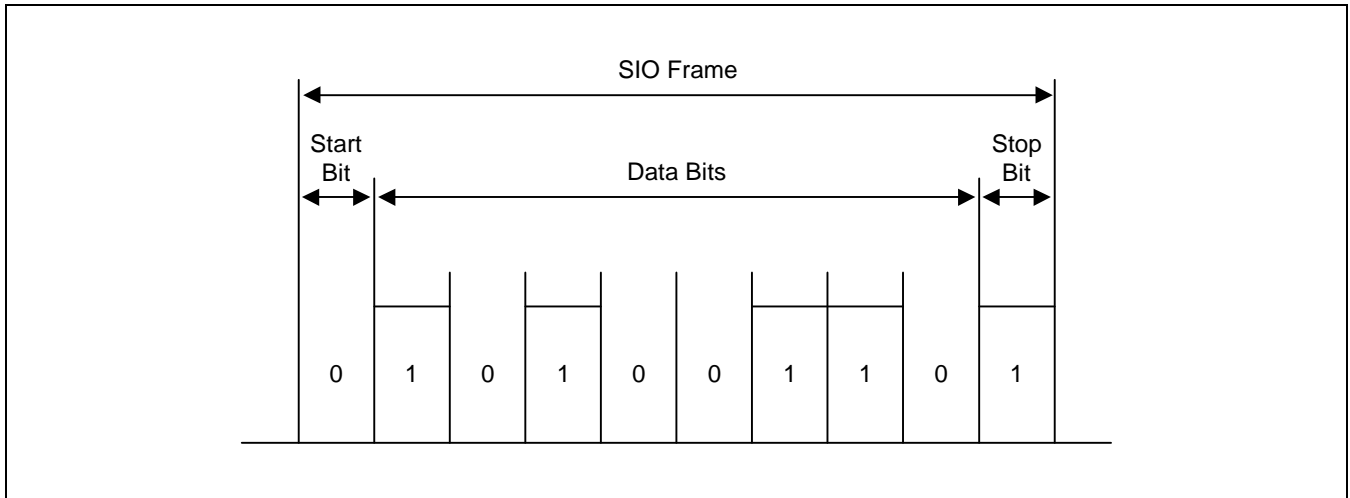 SIO Frame
Start
Bit
Data Bits
Stop
Bit
0 1 0 1 0 0 1 1 0 1